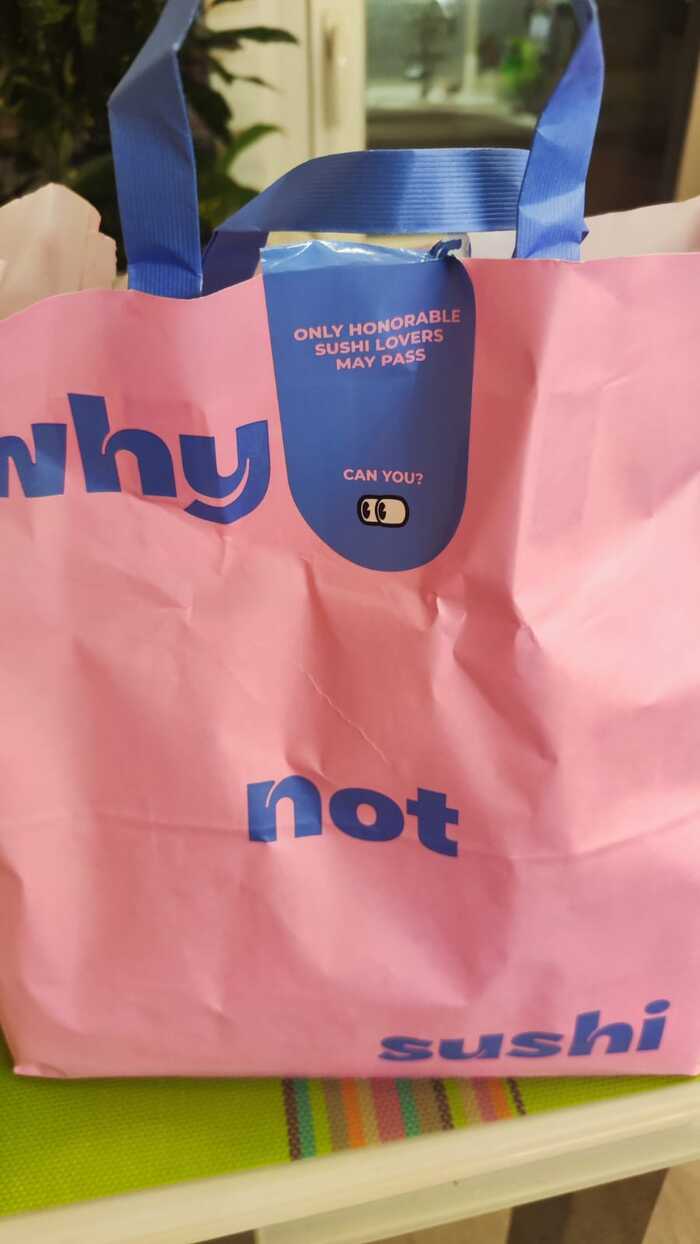 ONLY HONORABLE
SUSHI LOVERS
MAY PASS
why
CAN YOU?
not
sushi